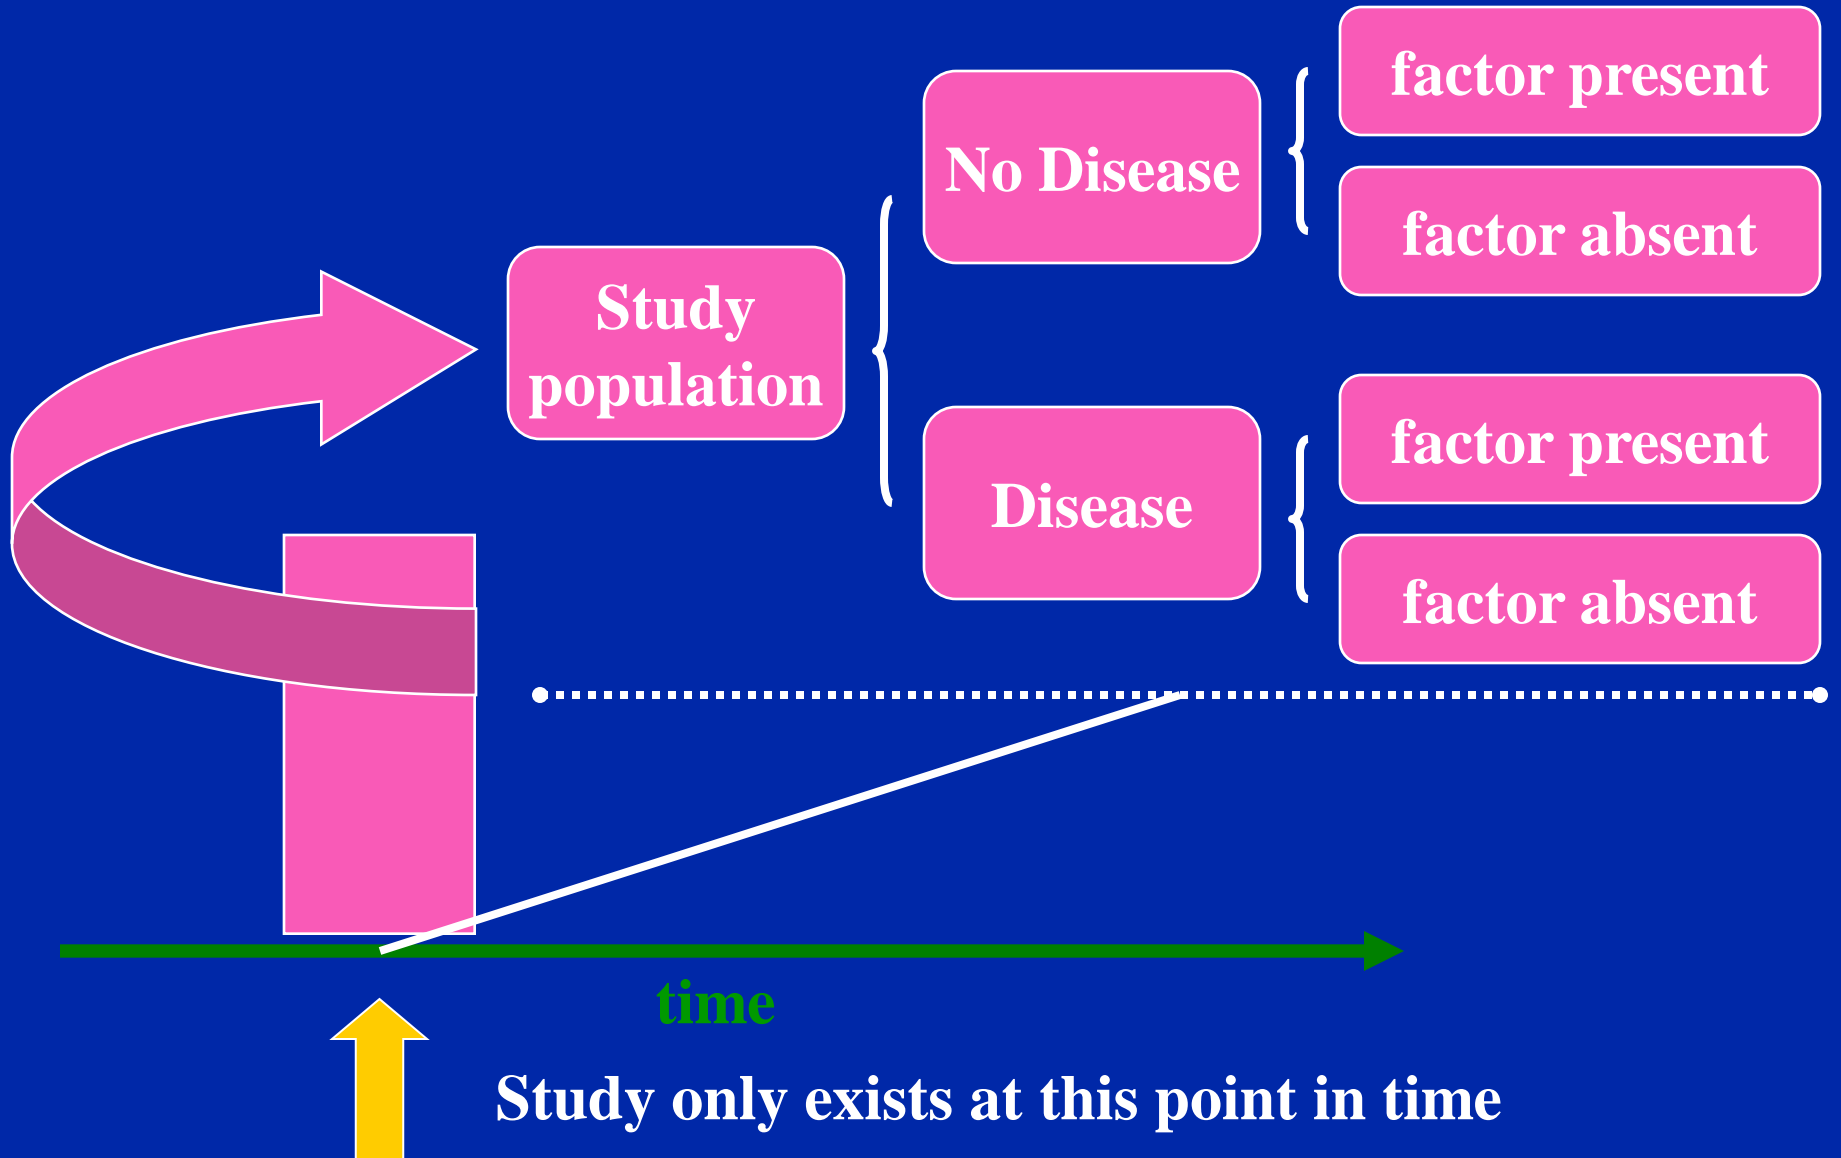 factor present
No Disease
factor absent
Study
population
factor present
Disease
factor absent
time
Study only exists at this point in time